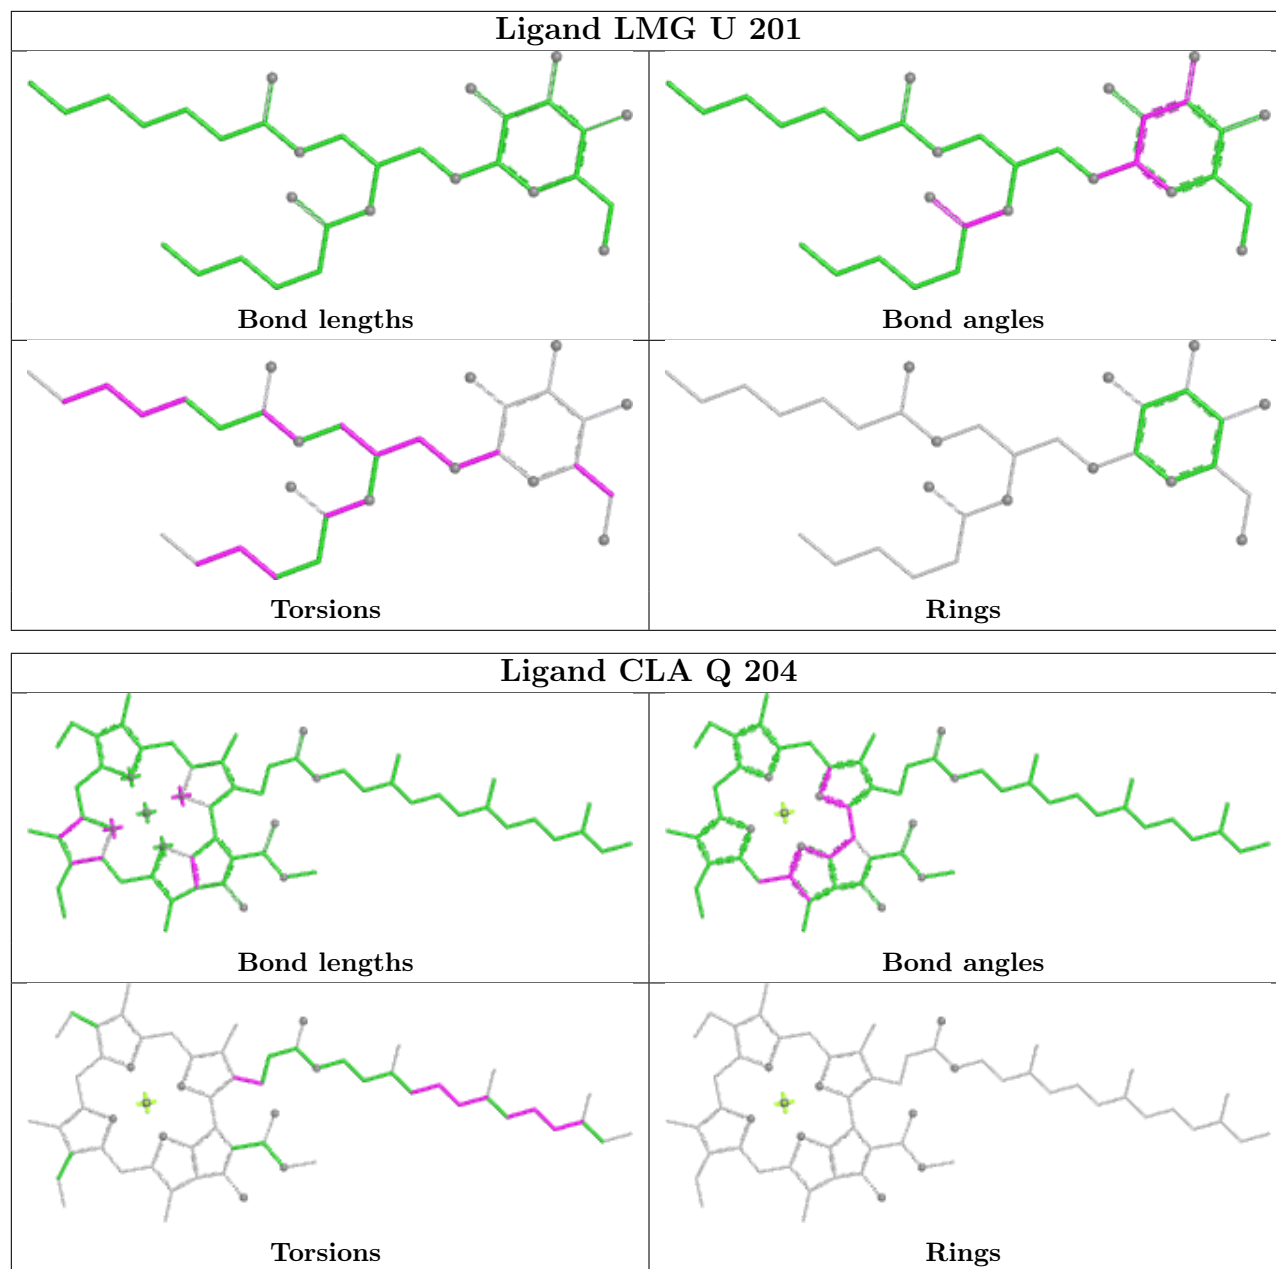 Ligand LMG U 201
Bond lengths
Bond angles
Torsions
Rings
Ligand CLA Q 204
Bond lengths
Bond angles
Torsions
Rings